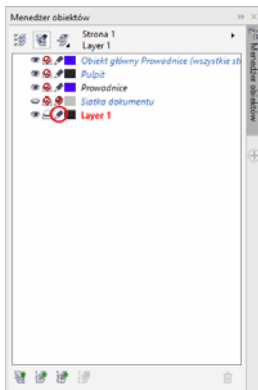 Menedżer obiektów
Strona 1
Layer 1
Obiekt główny Prowadnice (wszystkie st
Pulpit
Prowadnice
Siatka dokumentu
Layer 1
Menedżer obiektów